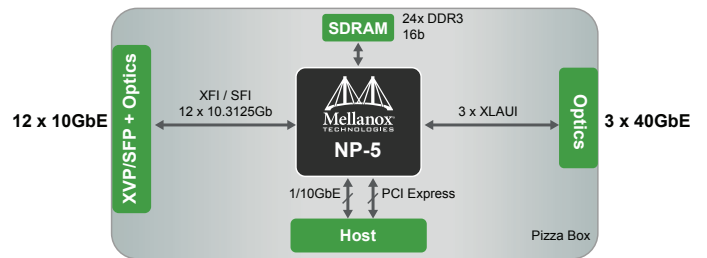 SDRAM
24x DDR3
16b
XVP/SFP + Optics
XFI / SFI
12 x 10.3125Gb
Mellanox
TECHNOLOGIES
NP-5
3 x XLAUI
Optics
12 x 10GbE
3 x 40GbE
1/10GbE
PCI Express
Host
Pizza Box